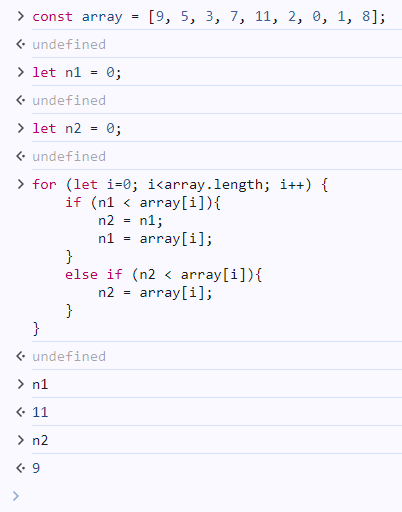 > const array = [9, 5, 3, 7, 11, 2, 0, 1, 8];
undefined
> let n1 = 0;
undefined
> let n2 = 0;
undefined
> for (let i=0; i<array.length; i++) {
    if (n1 < array[i]){
        n2 = n1;
        n1 = array[i];
    }
    else if (n2 < array[i]){
        n2 = array[i];
    }
}
undefined
> n1
11
> n2
9
>